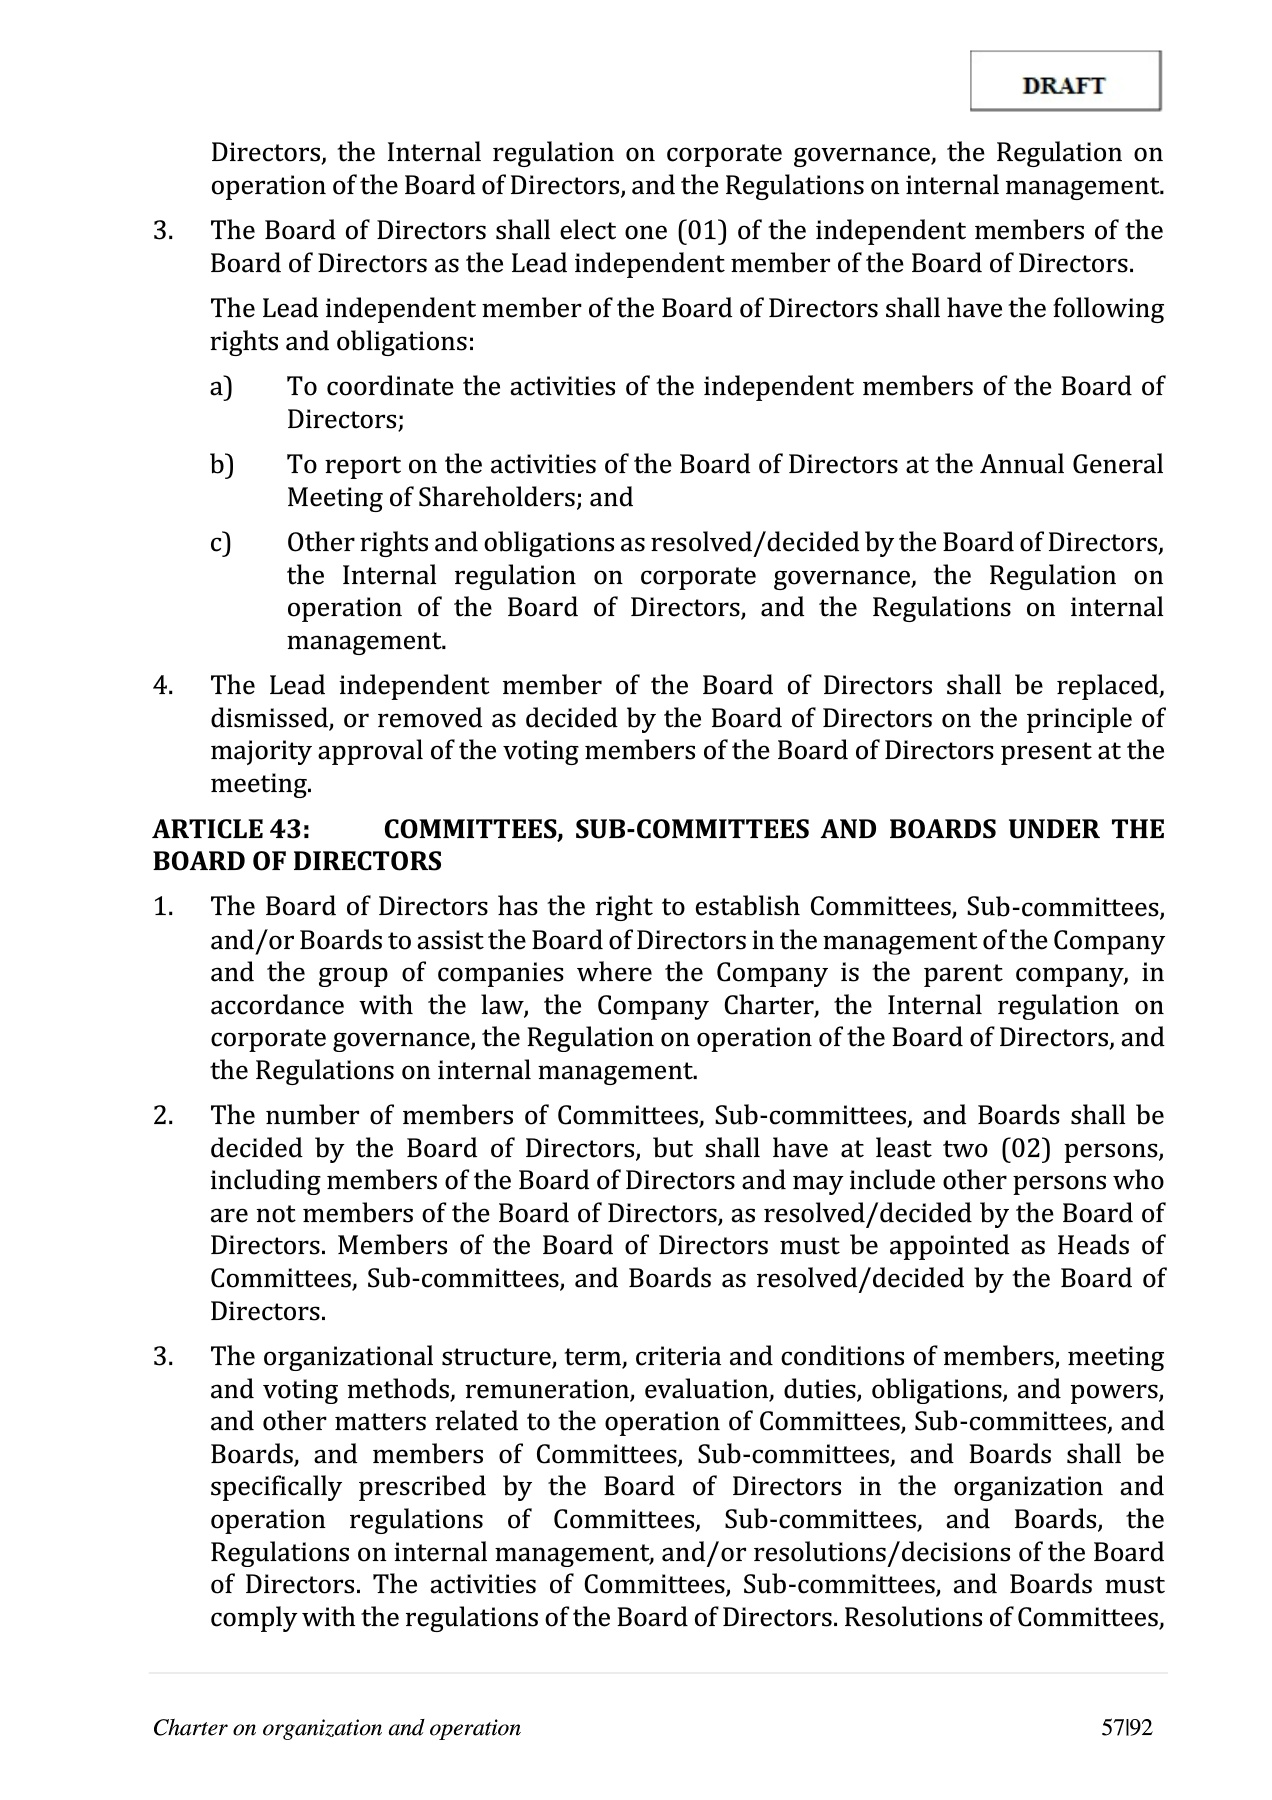 DRAFT
Directors, the Internal regulation on corporate governance, the Regulation on
operation of the Board of Directors, and the Regulations on internal management.
3. The Board of Directors shall elect one (01) of the independent members of the
Board of Directors as the Lead independent member of the Board of Directors.
The Lead independent member of the Board of Directors shall have the following
rights and obligations:
a) To coordinate the activities of the independent members of the Board of
Directors;
b) To report on the activities of the Board of Directors at the Annual General
Meeting of Shareholders; and
c) Other rights and obligations as resolved/decided by the Board of Directors,
the Internal regulation on corporate governance, the Regulation on
operation of the Board of Directors, and the Regulations on internal
management.
4. The Lead independent member of the Board of Directors shall be replaced,
dismissed, or removed as decided by the Board of Directors on the principle of
majority approval of the voting members of the Board of Directors present at the
meeting.
ARTICLE 43: COMMITTEES, SUB-COMMITTEES AND BOARDS UNDER THE
BOARD OF DIRECTORS
1. The Board of Directors has the right to establish Committees, Sub-committees,
and/or Boards to assist the Board of Directors in the management of the Company
and the group of companies where the Company is the parent company, in
accordance with the law, the Company Charter, the Internal regulation on
corporate governance, the Regulation on operation of the Board of Directors, and
the Regulations on internal management.
2. The number of members of Committees, Sub-committees, and Boards shall be
decided by the Board of Directors, but shall have at least two (02) persons,
including members of the Board of Directors and may include other persons who
are not members of the Board of Directors, as resolved/decided by the Board of
Directors. Members of the Board of Directors must be appointed as Heads of
Committees, Sub-committees, and Boards as resolved/decided by the Board of
Directors.
3. The organizational structure, term, criteria and conditions of members, meeting
and voting methods, remuneration, evaluation, duties, obligations, and powers,
and other matters related to the operation of Committees, Sub-committees, and
Boards, and members of Committees, Sub-committees, and Boards shall be
specifically prescribed by the Board of Directors in the organization and
operation regulations of Committees, Sub-committees, and Boards, the
Regulations on internal management, and/or resolutions/decisions of the Board
of Directors. The activities of Committees, Sub-committees, and Boards must
comply with the regulations of the Board of Directors. Resolutions of Committees,
Charter on organization and operation 57|92